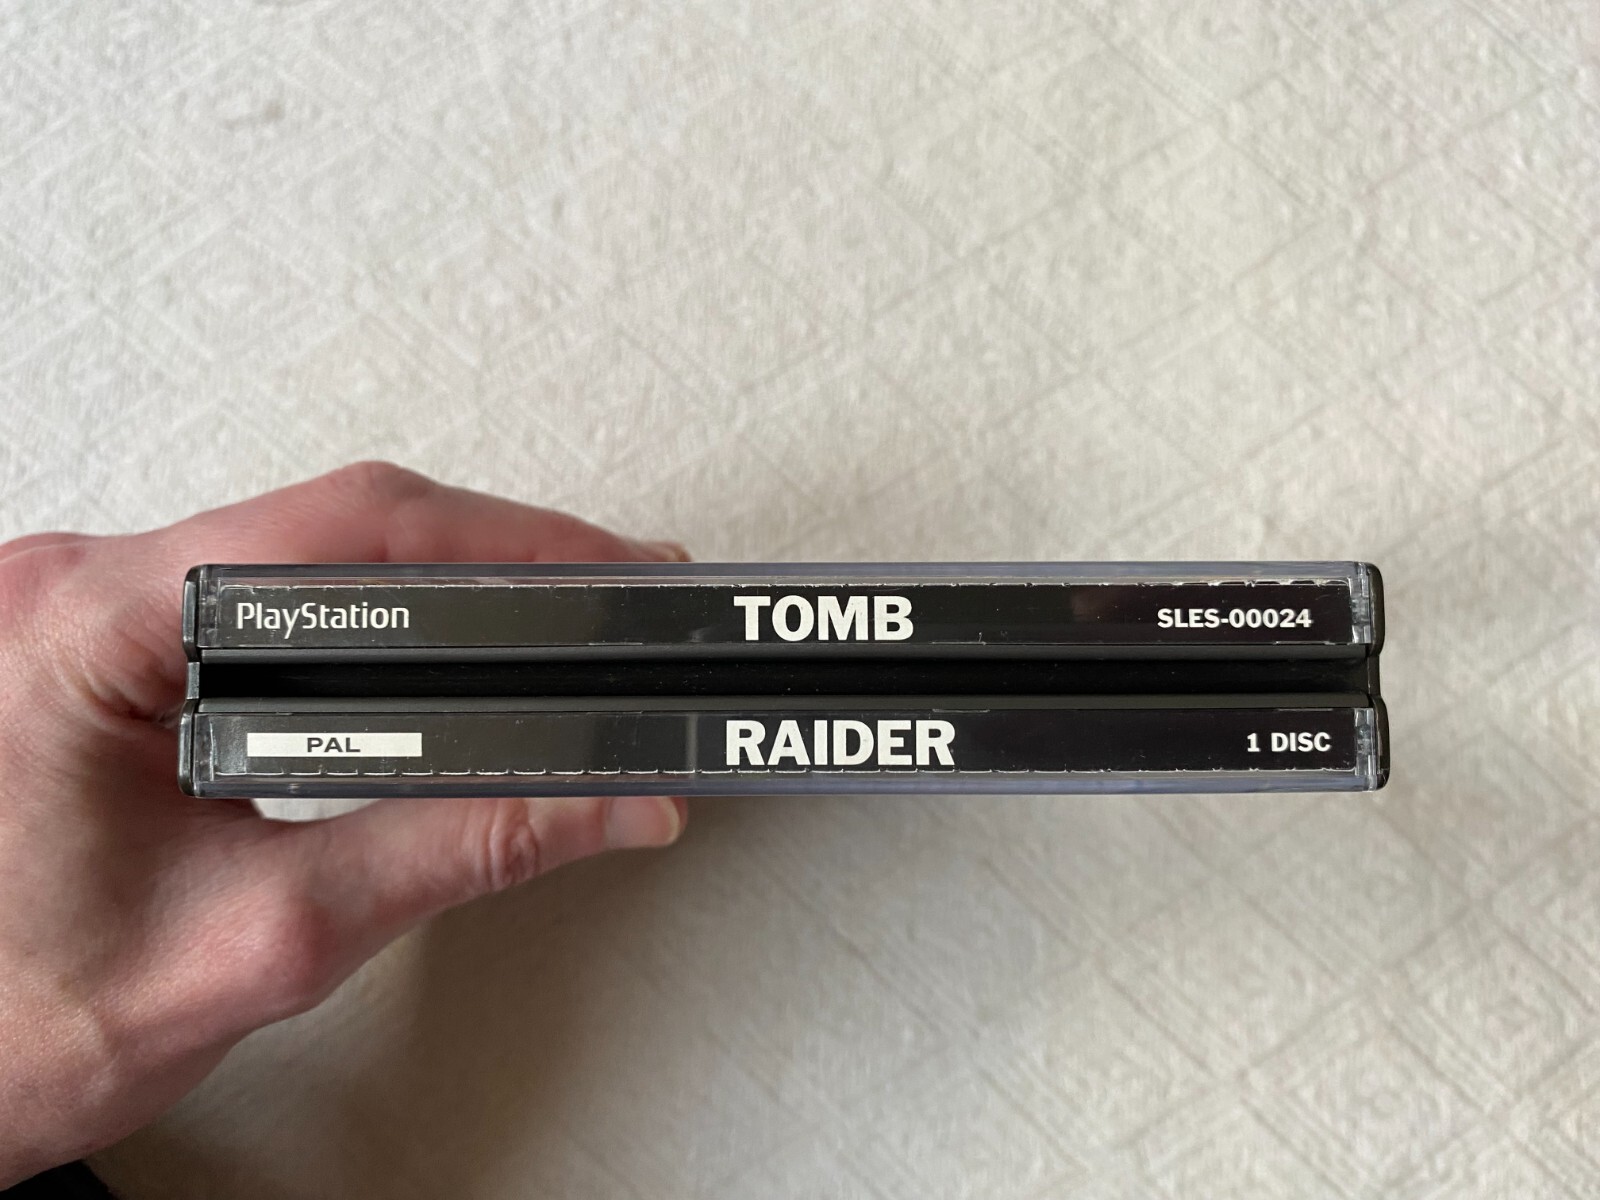 PlayStation TOMB SLES-00024
PAL RAIDER 1 DISC